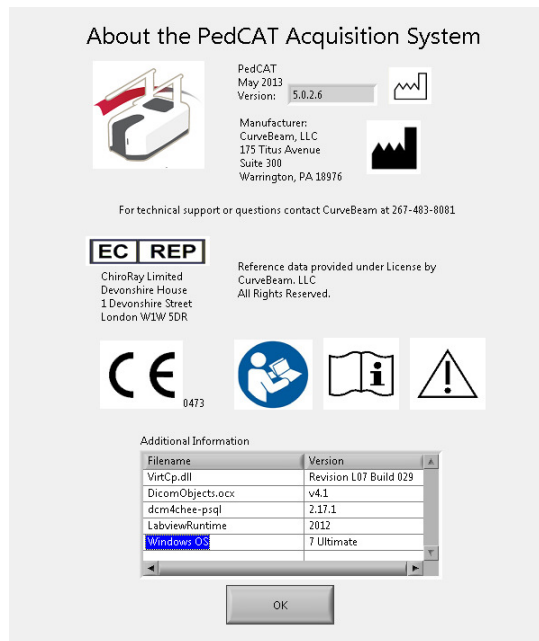 About the PedCAT Acquisition System
PedCAT
May 2013
Version: 5.0.2.6
Manufacturer:
CurveBeam, LLC
175 Titus Avenue
Suite 300
Warrington, PA 18976
For technical support or questions contact CurveBeam at 267-483-8081
EC REP
ChiroRay Limited
Devonshire House
1 Devonshire Street
London W1W 5DR
Reference data provided under License by
CurveBeam. LLC
All Rights Reserved.
CE 0473
i
Additional Information
Filename Version
VirtCp.dll Revision L07 Build 029
DicomObjects.ocx v4.1
dcm4chee-psql 2.17.1
LabviewRuntime 2012
Windows OS 7 Ultimate
OK